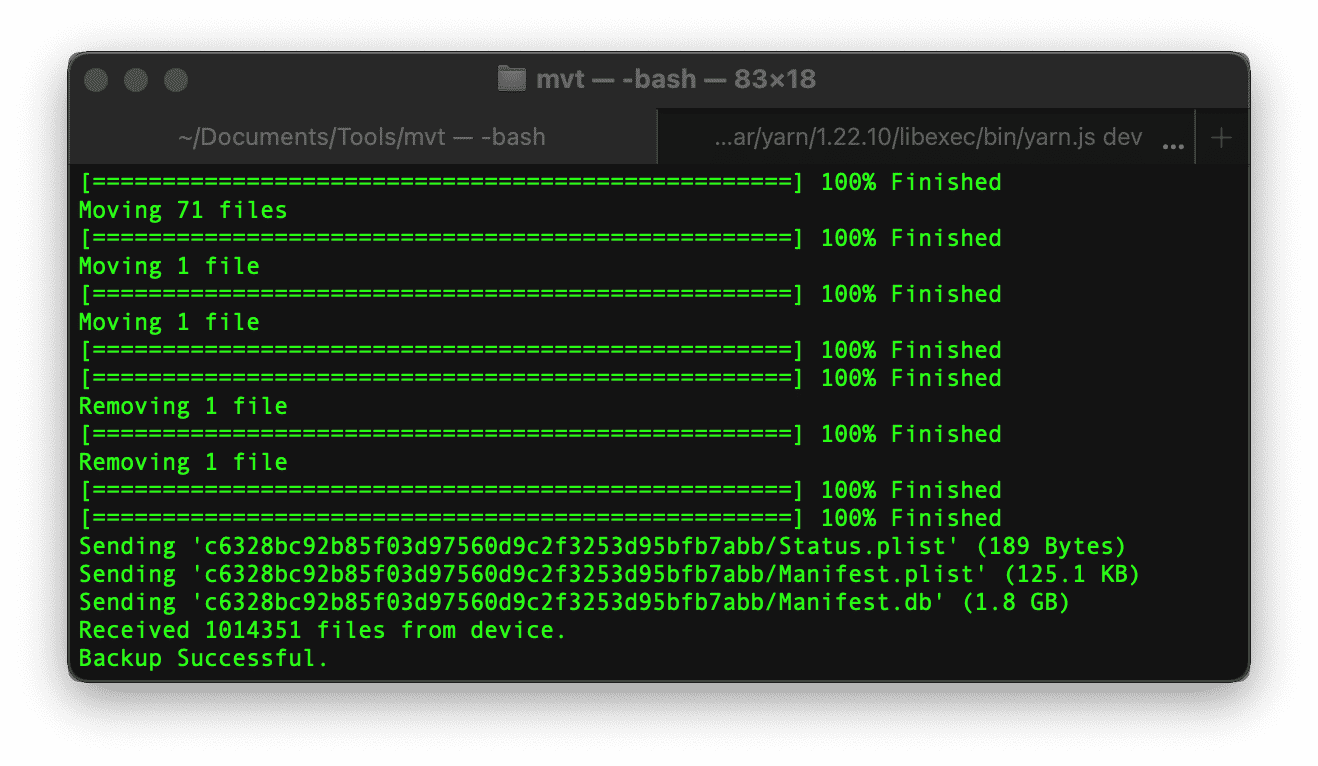 mvt — -bash — 83×18
~/Documents/Tools/mvt — -bash
...ar/yarn/1.22.10/libexec/bin/yarn.js dev ... +
[==================================================] 100% Finished
Moving 71 files
[==================================================] 100% Finished
Moving 1 file
[==================================================] 100% Finished
Moving 1 file
[==================================================] 100% Finished
[==================================================] 100% Finished
Removing 1 file
[==================================================] 100% Finished
Removing 1 file
[==================================================] 100% Finished
[==================================================] 100% Finished
Sending 'c6328bc92b85f03d97560d9c2f3253d95bfb7abb/Status.plist' (189 Bytes)
Sending 'c6328bc92b85f03d97560d9c2f3253d95bfb7abb/Manifest.plist' (125.1 KB)
Sending 'c6328bc92b85f03d97560d9c2f3253d95bfb7abb/Manifest.db' (1.8 GB)
Received 1014351 files from device.
Backup Successful.